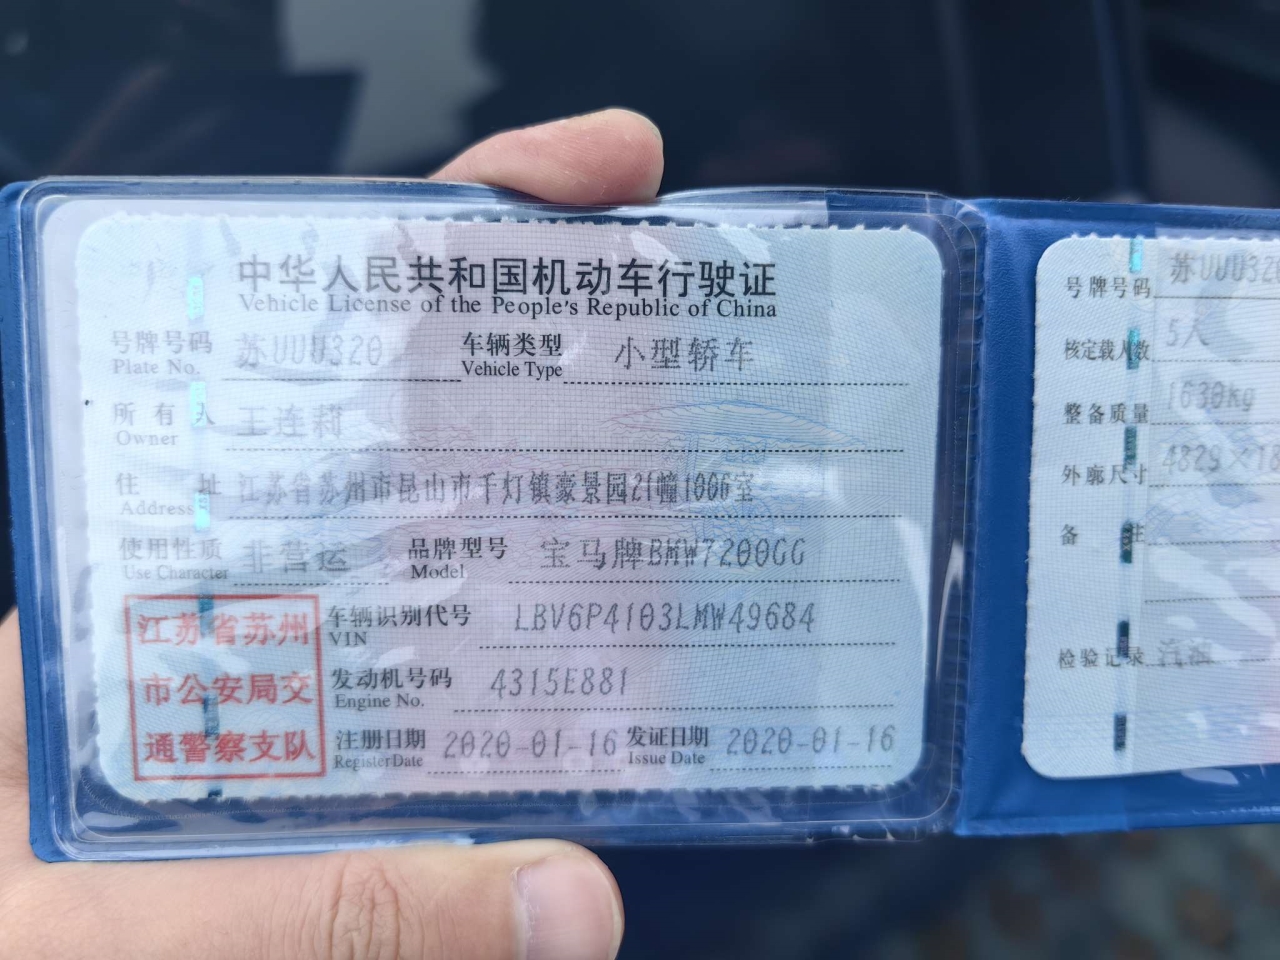 中华人民共和国机动车行驶证
Vehicle License of the People's Republic of China
号牌号码 苏UUU320 车辆类型 小型轿车
Plate No. Vehicle Type
所有人 王连莉
Owner
住址 江苏省苏州市昆山市千灯镇豪景园21幢1006室
Address
使用性质 非营运 品牌型号 宝马牌BMW7200GG
Use Character Model
江苏省苏州
市公安局交
通警察支队
车辆识别代号 LBV6P4103LMW49684
VIN
发动机号码 4315E881
Engine No.
注册日期 2020-01-16 发证日期 2020-01-16
Register Date Issue Date
号牌号码 苏UUU320
核定载人数 5人
整备质量 1630kg
外廓尺寸 4829×18
备注
检验记录 汽油